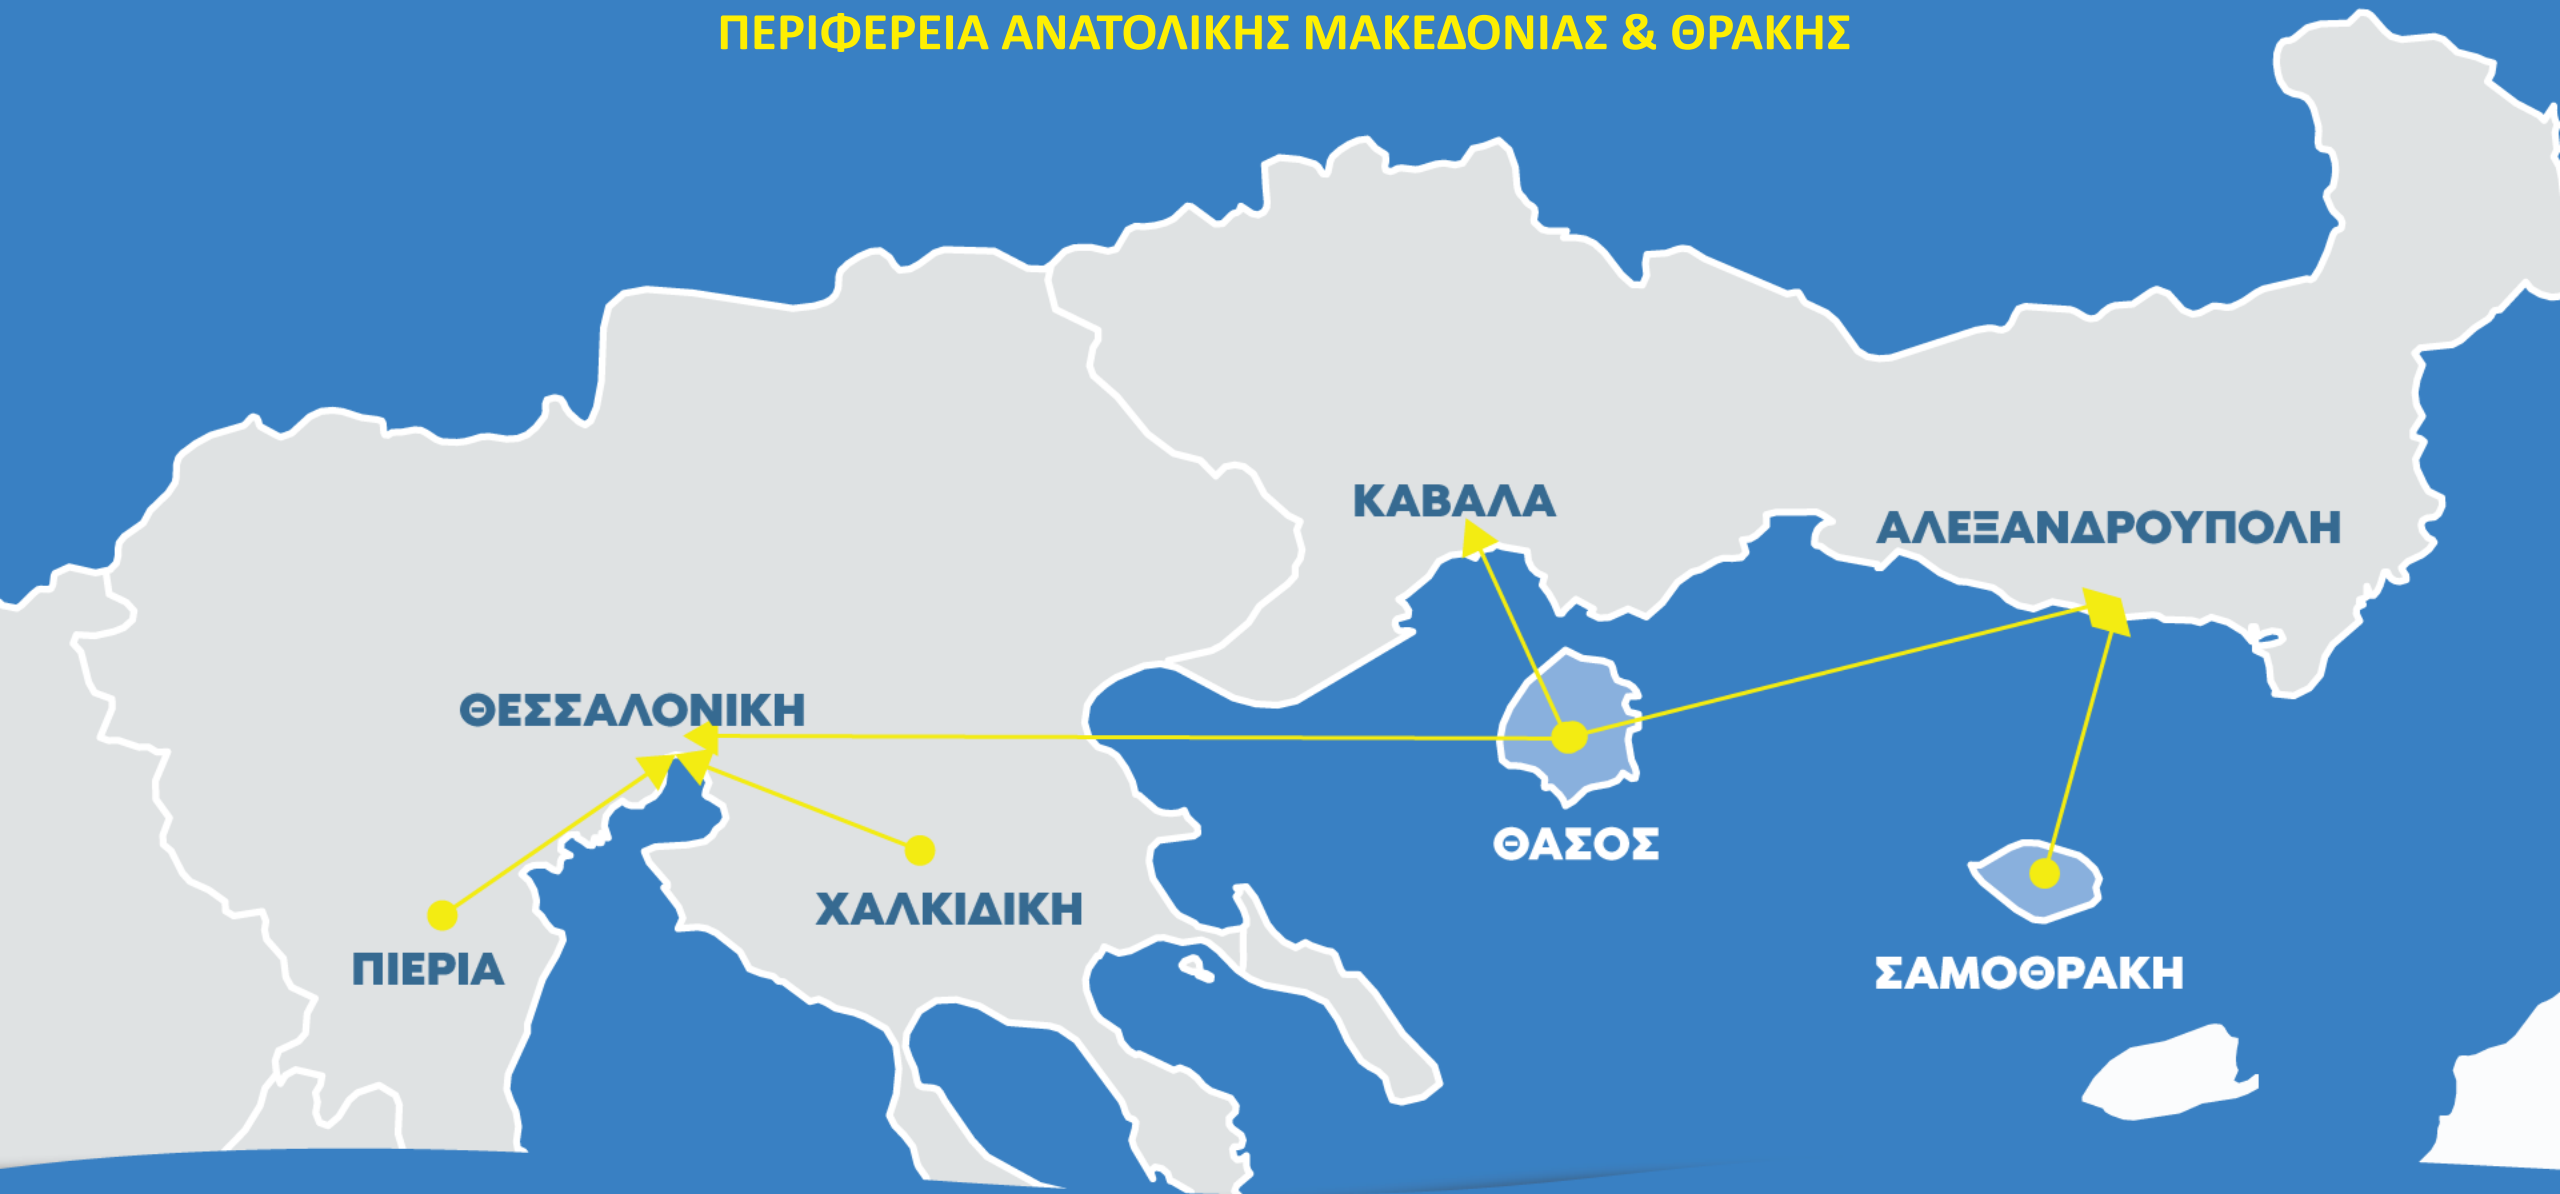 ΠΕΡΙΦΕΡΕΙΑ ΑΝΑΤΟΛΙΚΗΣ ΜΑΚΕΔΟΝΙΑΣ & ΘΡΑΚΗΣ
ΚΑΒΑΛΑ
ΑΛΕΞΑΝΔΡΟΥΠΟΛΗ
ΘΕΣΣΑΛΟΝΙΚΗ
ΘΑΣΟΣ
ΧΑΛΚΙΔΙΚΗ
ΠΙΕΡΙΑ
ΣΑΜΟΘΡΑΚΗ